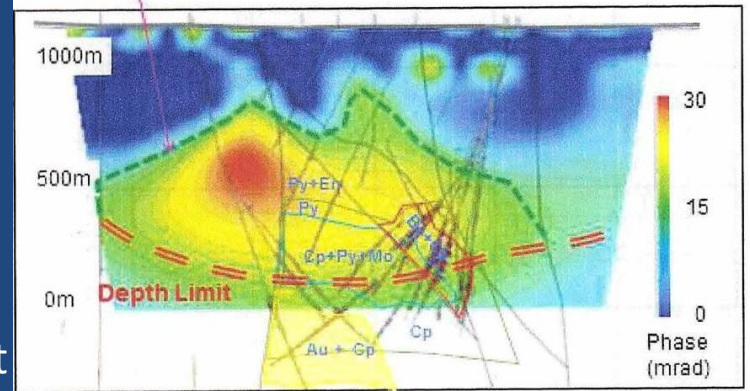 1000m
30
500m
Py+En
Py
15
Cp+Py+Mo
Depth Limit
0m
0
Cp
Phase
(mrad)
Au + Cp
t